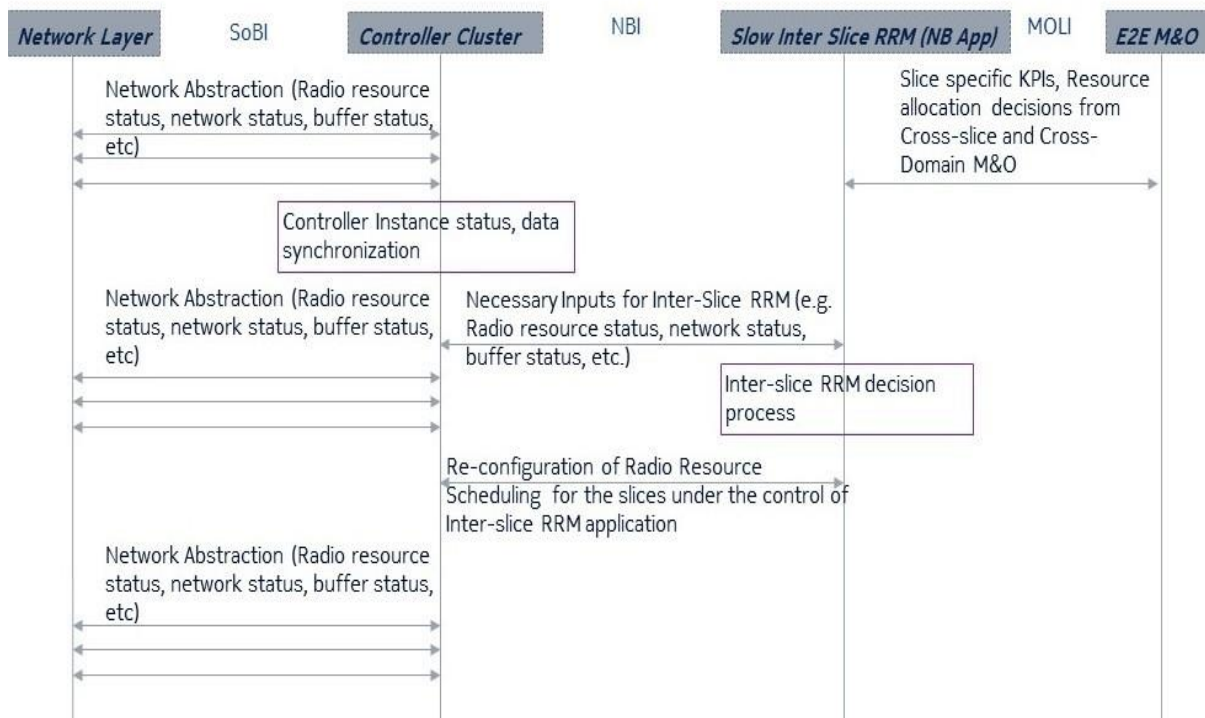 Network Layer
SoBI
Controller Cluster
NBI
Slow Inter Slice RRM (NB App)
MOLI
E2E M&O
Network Abstraction (Radio resource
status, network status, buffer status,
etc)
Slice specific KPIs, Resource
allocation decisions from
Cross-slice and Cross-
Domain M&O
Controller Instance status, data
synchronization
Network Abstraction (Radio resource
status, network status, buffer status,
etc)
Necessary Inputs for Inter-Slice RRM (e.g.
Radio resource status, network status,
buffer status, etc.)
Inter-slice RRM decision
process
Re-configuration of Radio Resource
Scheduling for the slices under the control of
Inter-slice RRM application
Network Abstraction (Radio resource
status, network status, buffer status,
etc)